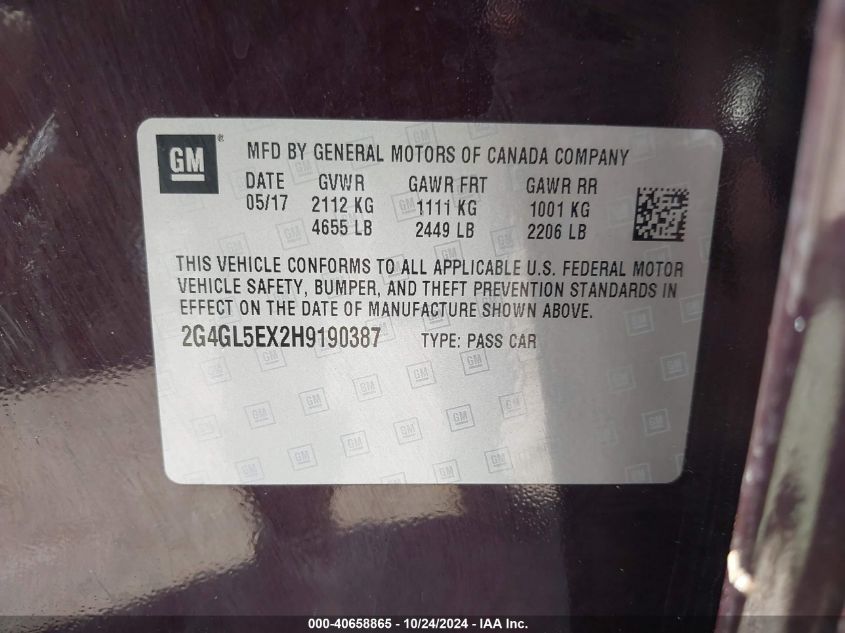 GM ®
MFD BY GENERAL MOTORS OF CANADA COMPANY
DATE GVWR GAWR FRT GAWR RR
05/17 2112 KG 1111 KG 1001 KG
4655 LB 2449 LB 2206 LB
THIS VEHICLE CONFORMS TO ALL APPLICABLE U.S. FEDERAL MOTOR
VEHICLE SAFETY, BUMPER, AND THEFT PREVENTION STANDARDS IN
EFFECT ON THE DATE OF MANUFACTURE SHOWN ABOVE.
2G4GL5EX2H9190387 TYPE: PASS CAR
000-40658865 - 10/24/2024 - IAA Inc.